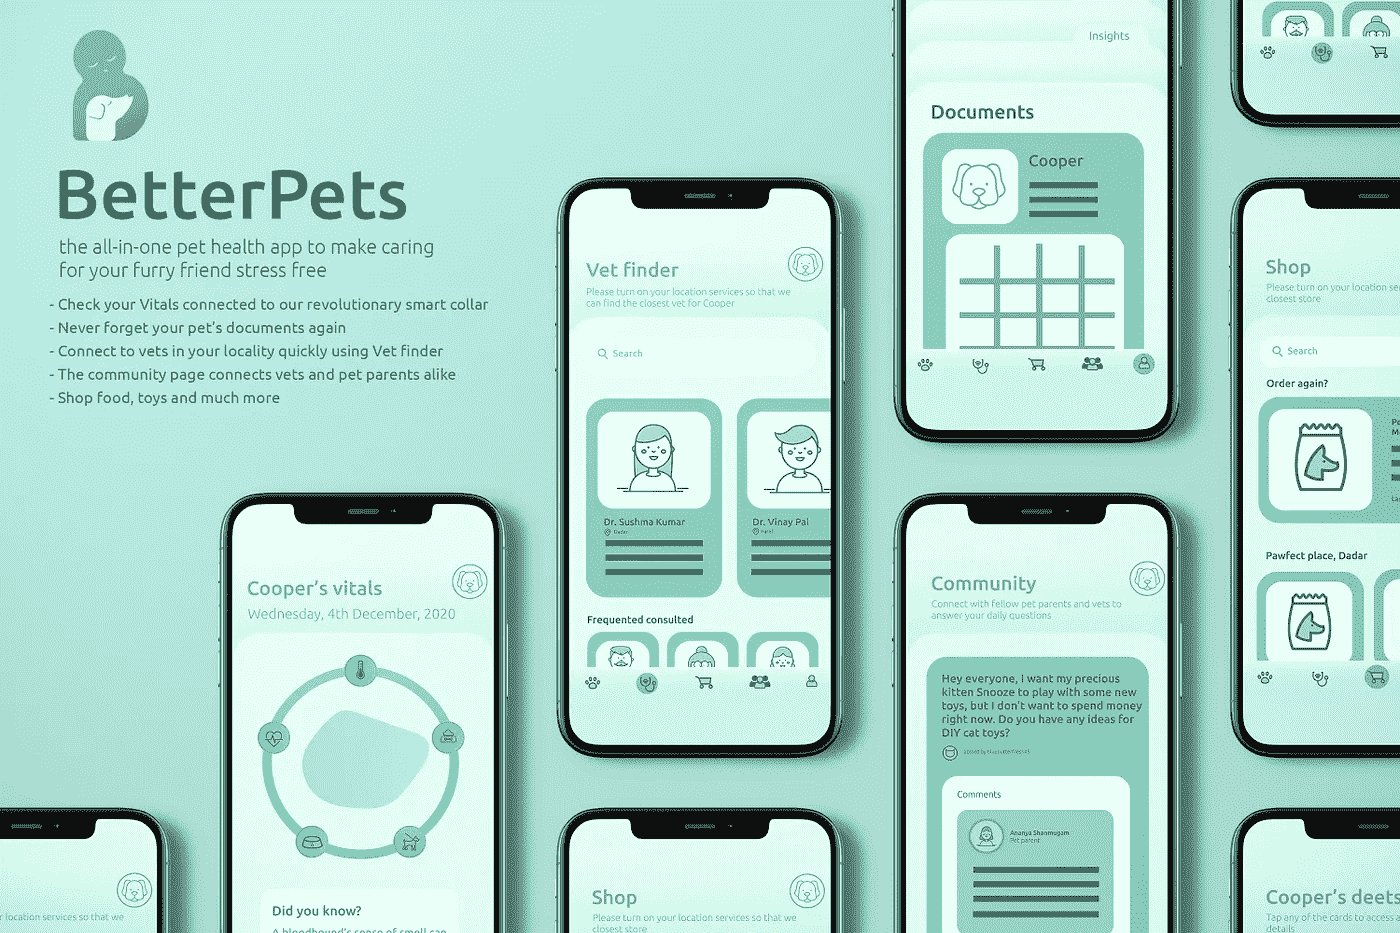 BetterPets
the all-in-one pet health app to make caring
for your furry friend stress free
- Check your Vitals connected to our revolutionary smart collar
- Never forget your pet's documents again
- Connect to vets in your locality quickly using Vet finder
- The community page connects vets and pet parents alike
- Shop food, toys and much more
location services so that we
Cooper's vitals
Wednesday, 4th December, 2020
Did you know?
A bloodhound's sense of smell can
Vet finder
Please turn on your location services so that we
can find the closest vet for Cooper
Search
Dr. Sushma Kumar
Dadar
Dr. Vinay Pai
Parel
Frequented consulted
Shop
Please turn on your location services so that we
closest store
Insights
Documents
Cooper
Community
Connect with fellow pet parents and vets to
answer your daily questions
Hey everyone, I want my precious
kitten Snooze to play with some new
toys, but I don't want to spend money
right now. Do you have any ideas for
DIY cat toys?
Comments
Ananya Shanmugam
Pet parent
Shop
Please turn on your location
closest store
Search
Order again?
Pawfect place, Dadar
Cooper's deets
Tap any of the cards to access
details